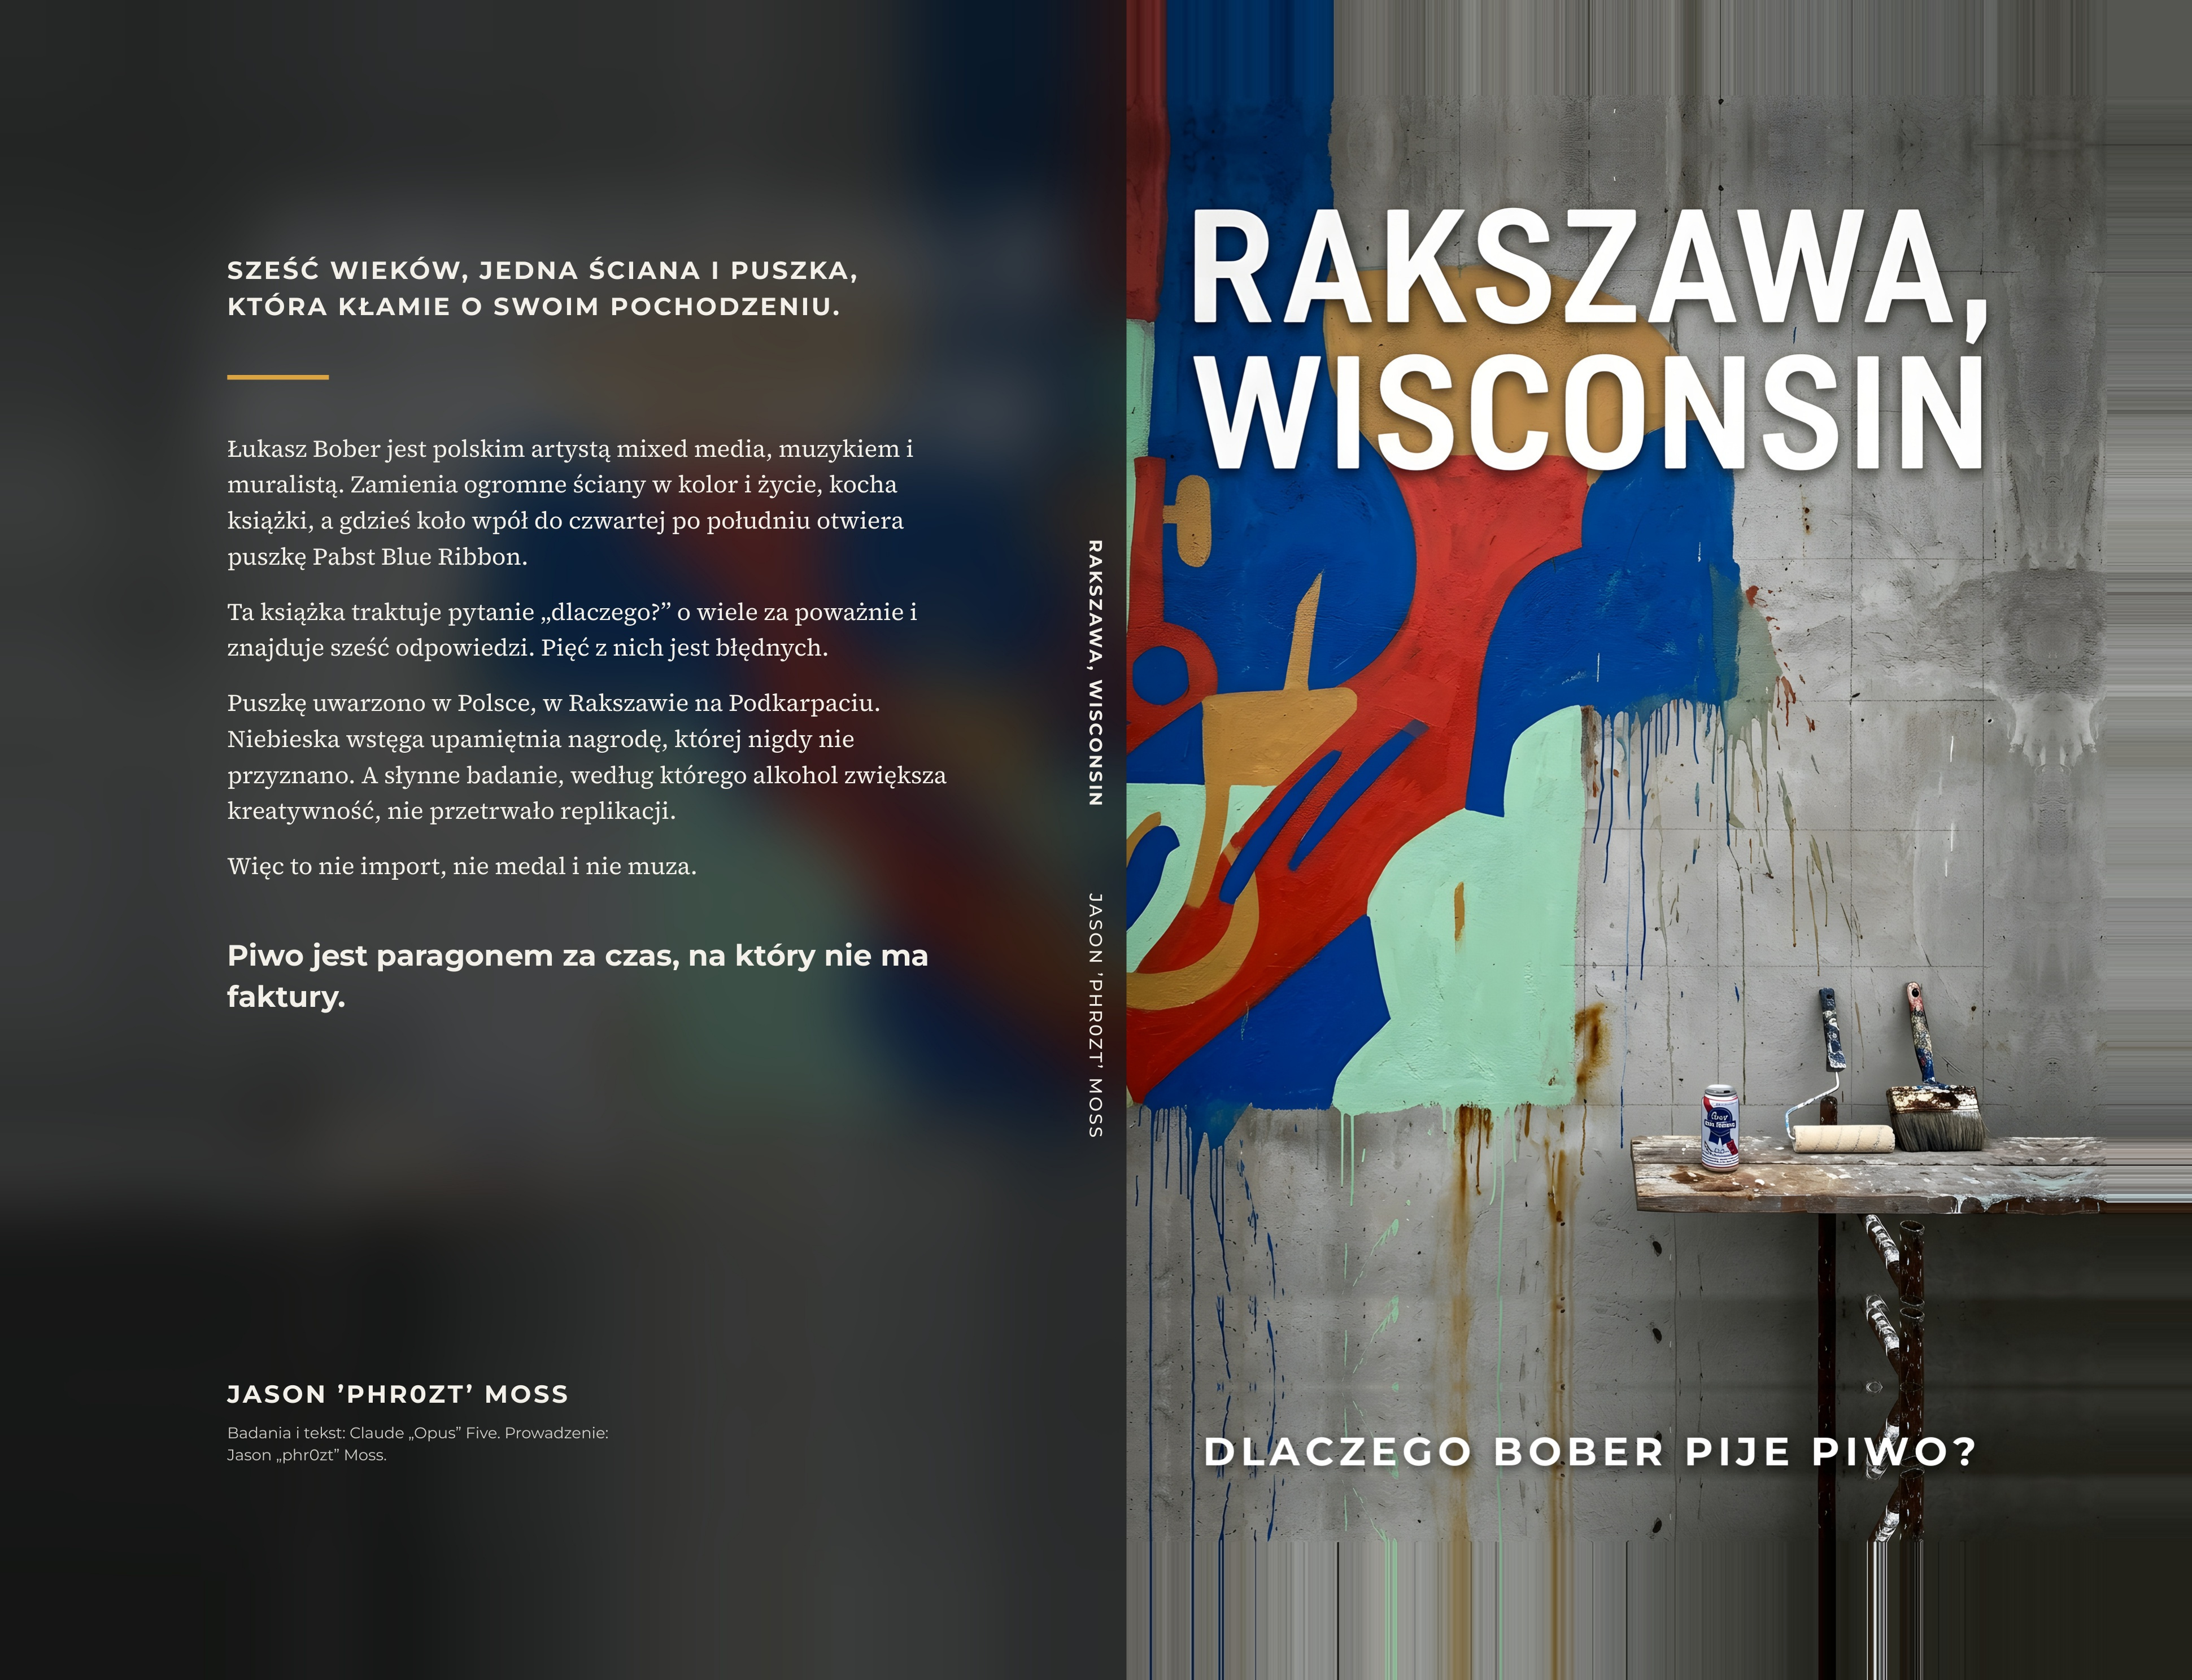 SZEŚĆ WIEKÓW, JEDNA ŚCIANA I PUSZKA,
KTÓRA KŁAMIE O SWOIM POCHODZENIU.
Łukasz Bober jest polskim artystą mixed media, muzykiem i
muralistą. Zamienia ogromne ściany w kolor i życie, kocha
książki, a gdzieś koło wpół do czwartej po południu otwiera
puszkę Pabst Blue Ribbon.
Ta książka traktuje pytanie „dlaczego?” o wiele za poważnie i
znajduje sześć odpowiedzi. Pięć z nich jest błędnych.
Puszkę uwarzono w Polsce, w Rakszawie na Podkarpaciu.
Niebieska wstęga upamiętnia nagrodę, której nigdy nie
przyznano. A słynne badanie, według którego alkohol zwiększa
kreatywność, nie przetrwało replikacji.
Więc to nie import, nie medal i nie muza.
Piwo jest paragonem za czas, na który nie ma
faktury.
JASON ’PHR0ZT’ MOSS
Badania i tekst: Claude „Opus” Five. Prowadzenie:
Jason „phr0zt” Moss.
RAKSZAWA, WISCONSIN
JASON ’PHR0ZT’ MOSS
RAKSZAWA,
WISCONSIN
DLACZEGO BOBER PIJE PIWO?